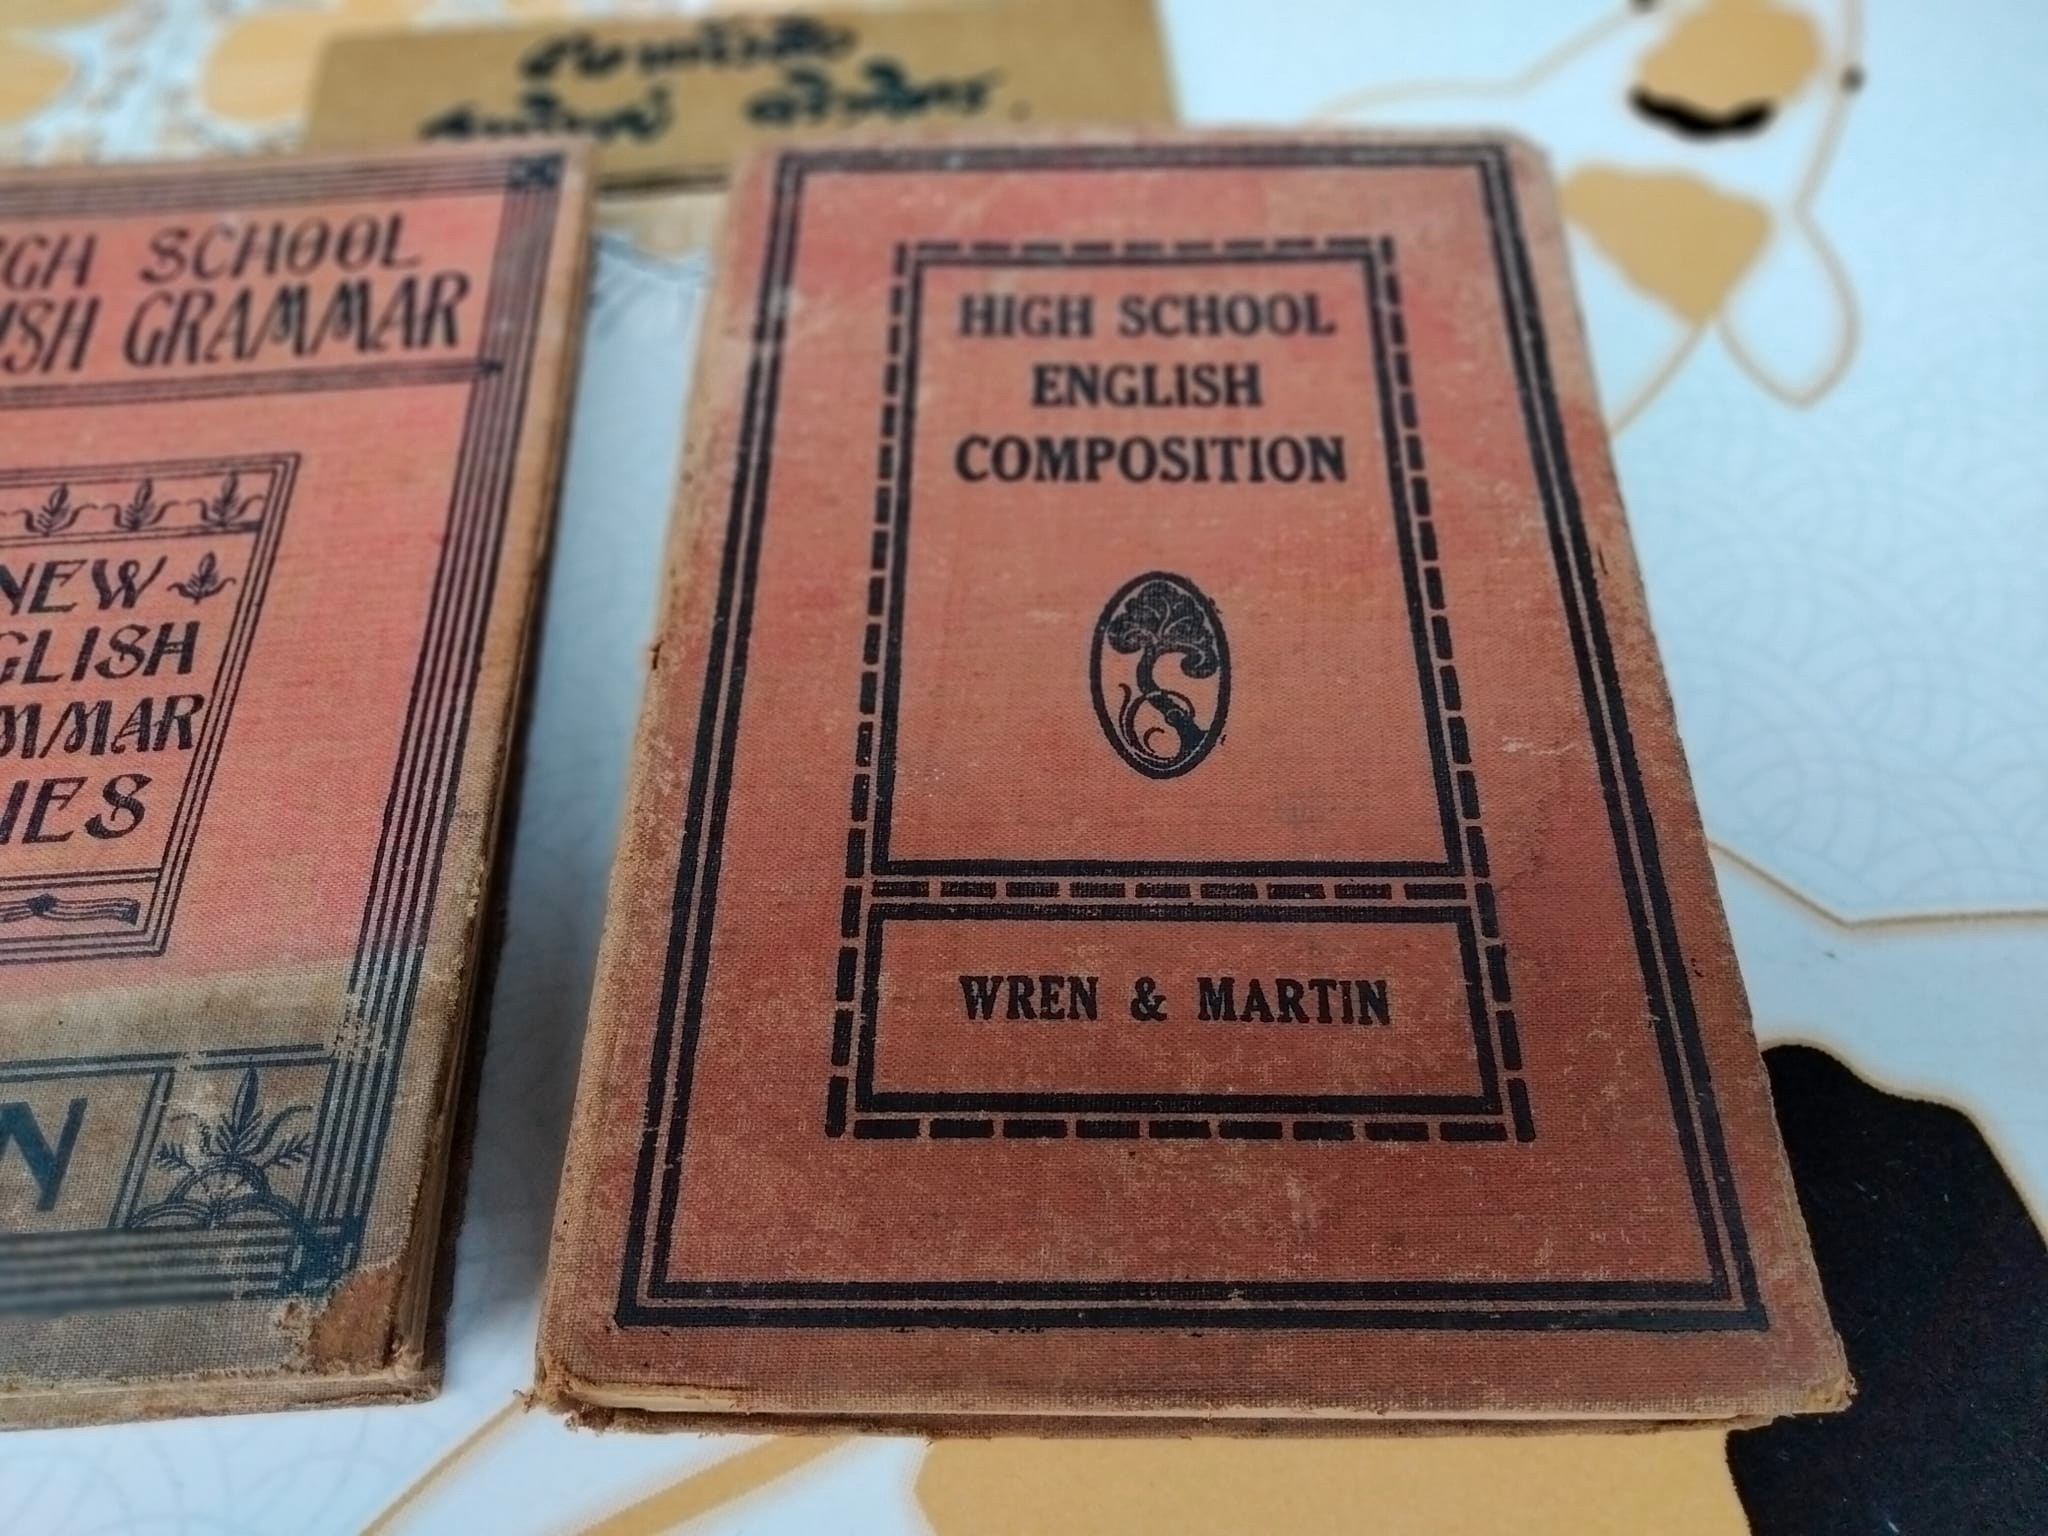 GH SCHOOL
ISH GRAMMAR
NEW
GLISH
MMAR
IES
N
HIGH SCHOOL
ENGLISH
COMPOSITION
WREN & MARTIN